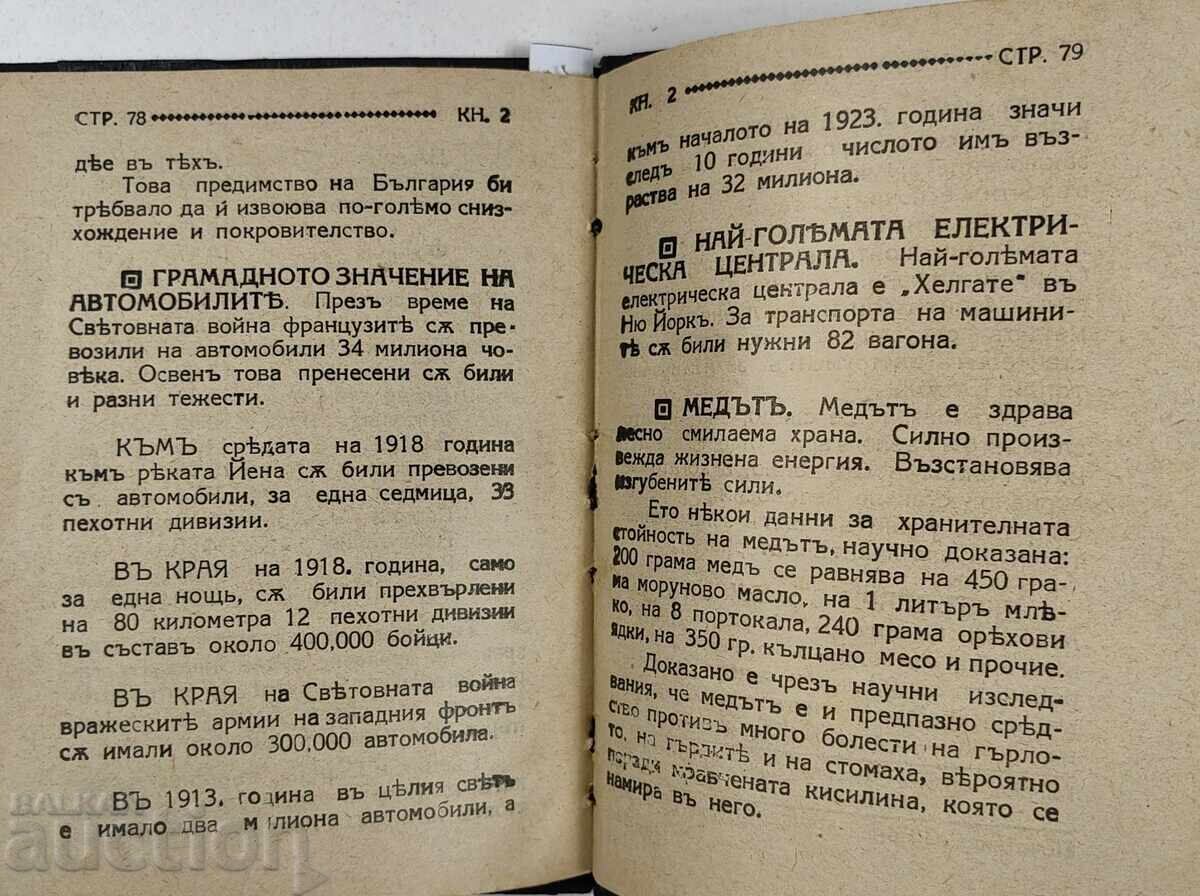 СТР. 78 КН. 2
дѣе въ тѣхъ.
Това предимство на България би
трѣбвало да ѝ извоюва по-голѣмо сниз-
хождение и покровителство.
ГРАМАДНОТО ЗНАЧЕНИЕ НА
АВТОМОБИЛИТѢ. Презъ време на
Свѣтовната война французитѣ сѫ пре-
возили на автомобили 34 милиона чо-
вѣка. Освенъ това пренесени сѫ били
и разни тежести.
КЪМЪ срѣдата на 1918 година
къмъ рѣката Йена сѫ били превозени
съ автомобили, за една седмица, 33
пехотни дивизии.
ВЪ КРАЯ на 1918. година, само
за една нощь, сѫ били прехвърлени
на 80 километра 12 пехотни дивизии
въ съставъ около 400,000 бойци.
ВЪ КРАЯ на Свѣтовната война
вражескитѣ армии на западния фронтъ
сѫ имали около 300,000 автомобила.
ВЪ 1913. година въ цѣлия свѣтъ
е имало два милиона автомобили, а
КН. 2 СТР. 79
къмъ началото на 1923. година значи
следъ 10 години числото имъ въз-
раства на 32 милиона.
НАЙ-ГОЛѢМАТА ЕЛЕКТРИ-
ЧЕСКА ЦЕНТРАЛА. Най-голѣмата
електрическа централа е „Хелгате“ въ
Ню Йоркъ. За транспорта на машини-
тѣ сѫ били нужни 82 вагона.
МЕДЪТЪ. Медътъ е здрава
лесно смилаема храна. Силно произ-
вежда жизнена енергия. Възстановява
изгубенитѣ сили.
Ето нѣкои данни за хранителната
стойность на медътъ, научно доказана:
200 грама медъ се равнява на 450 гра-
ма моруново масло, на 1 литъръ млѣ-
ко, на 8 портокала, 240 грама орѣхови
ядки, на 350 гр. кълцано месо и прочие.
Доказано е чрезъ научни изслед-
вания, че медътъ е и предпазно срѣд-
ство противъ много болести на гърло-
то, на гърдитѣ и на стомаха, вѣроятно
поради мравчената кисилина, която се
намира въ него.
BALKAN
auction